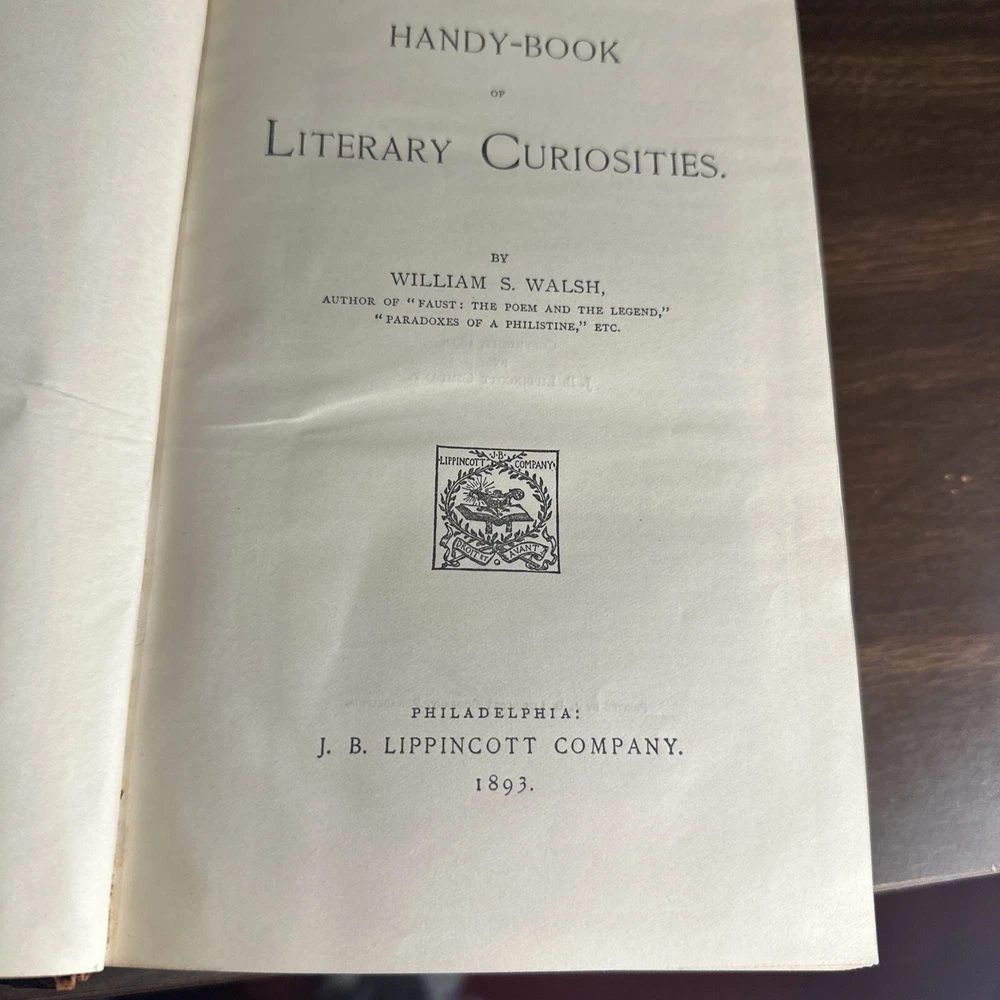 HANDY-BOOK
OF
LITERARY CURIOSITIES.
BY
WILLIAM S. WALSH,
AUTHOR OF "FAUST: THE POEM AND THE LEGEND,"
"PARADOXES OF A PHILISTINE," ETC.
J·B·
LIPPINCOTT COMPANY
DROIT ET AVANT
PHILADELPHIA:
J. B. LIPPINCOTT COMPANY.
1893.